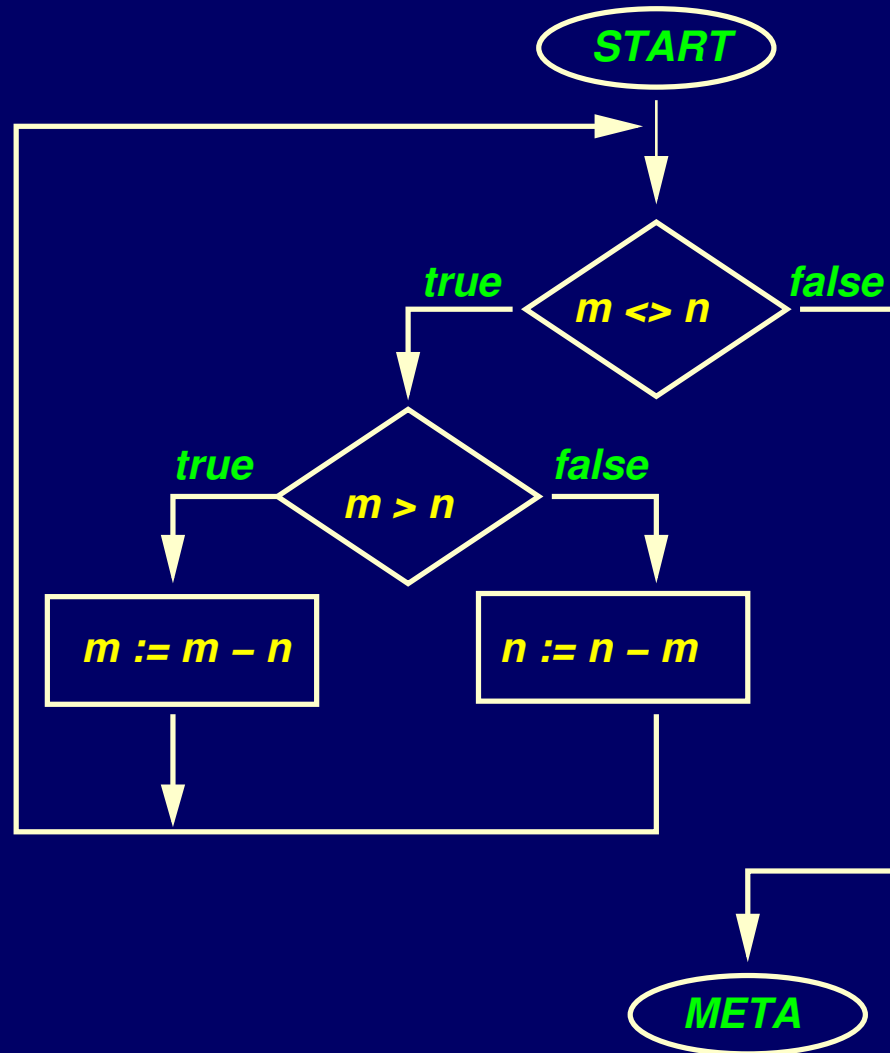 START
true
m <> n
false
true
m > n
false
m := m – n
n := n – m
META